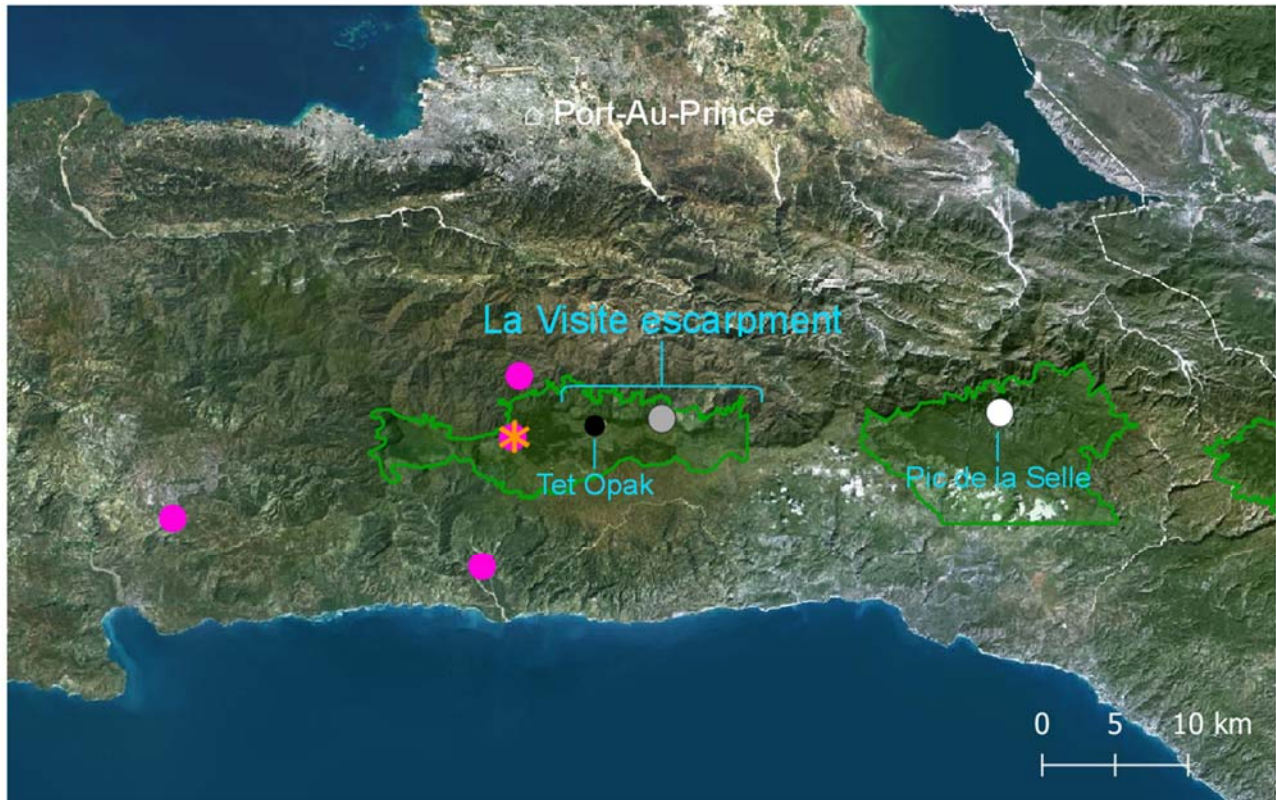 Port-Au-Prince
La Visite escarpment
Tet Opak
Pic de la Selle
0 5 10 km